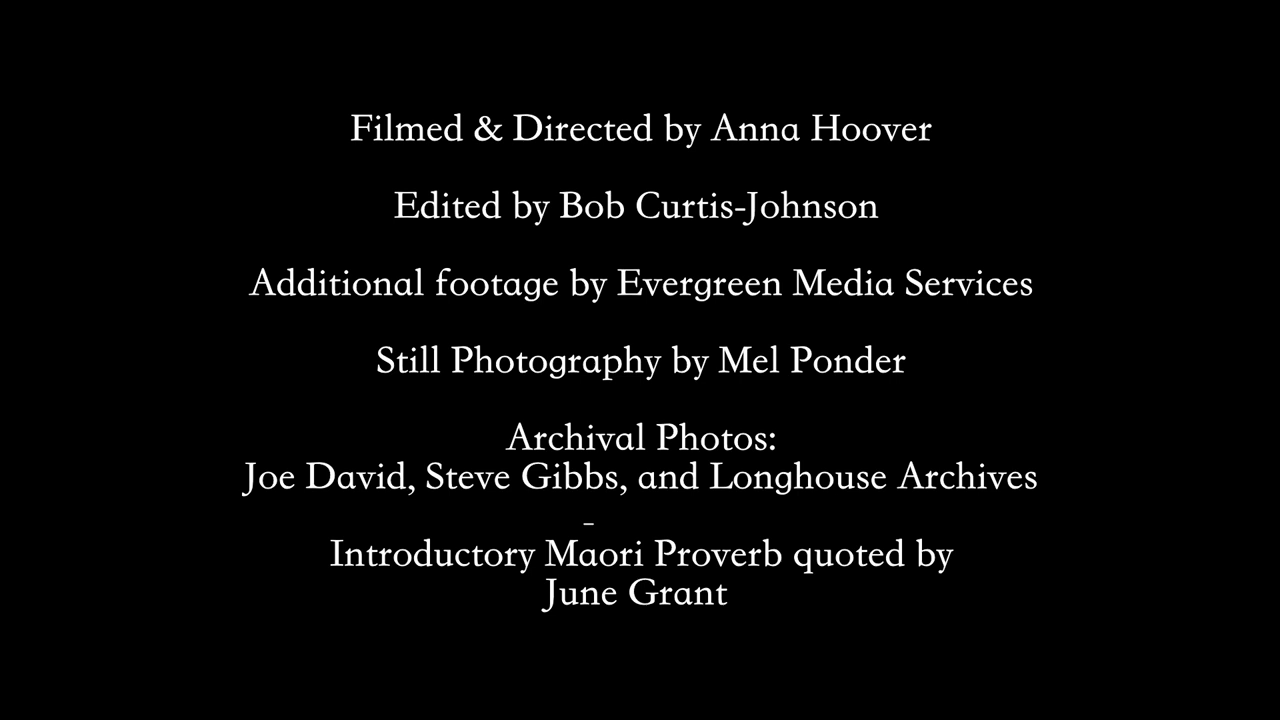 Filmed & Directed by Anna Hoover
Edited by Bob Curtis-Johnson
Additional footage by Evergreen Media Services
Still Photography by Mel Ponder
Archival Photos:
Joe David, Steve Gibbs, and Longhouse Archives
Introductory Māori Proverb quoted by
June Grant